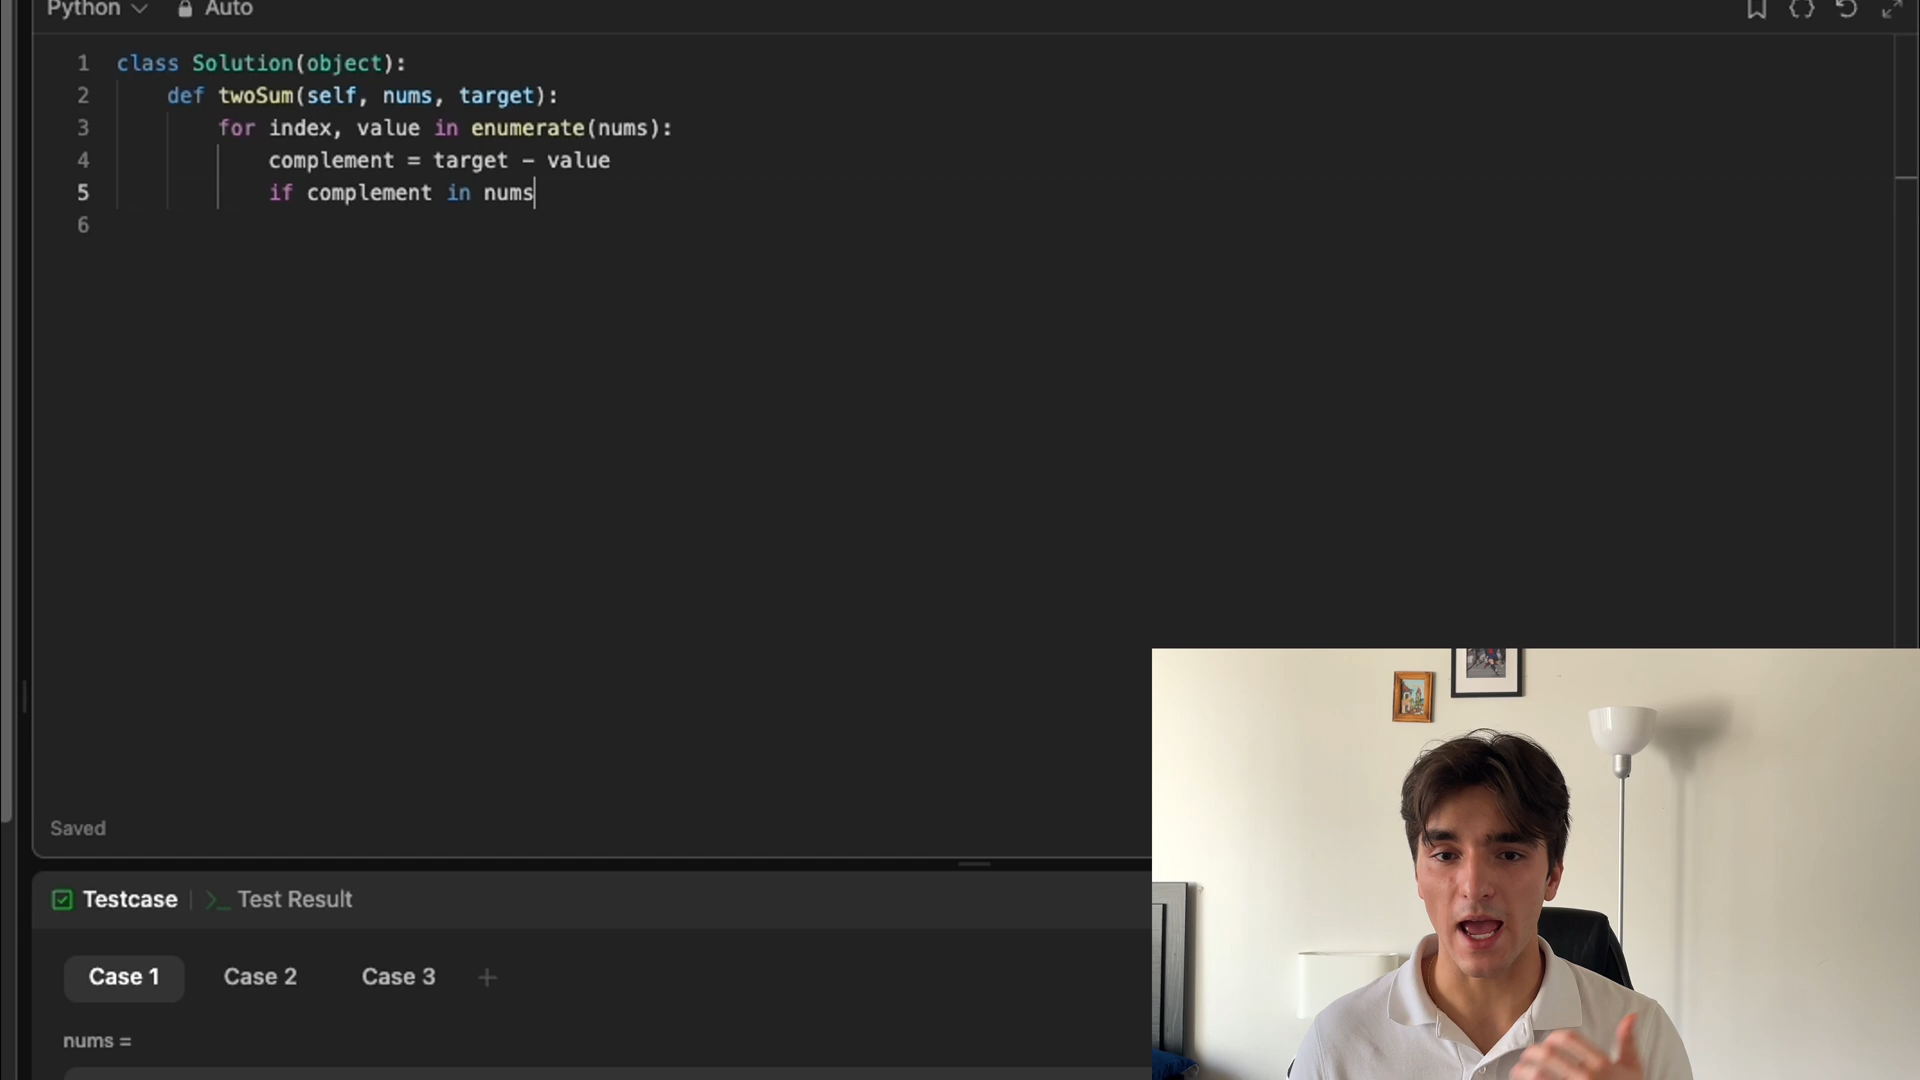 Python Auto
1 class Solution(object):
2 def twoSum(self, nums, target):
3 for index, value in enumerate(nums):
4 complement = target - value
5 if complement in nums
6
Saved
Testcase >_ Test Result
Case 1 Case 2 Case 3 +
nums =